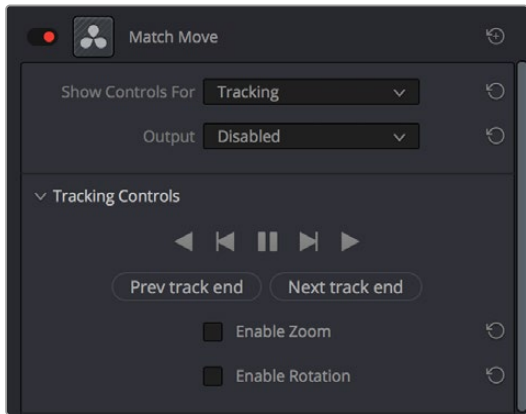 Match Move
Show Controls For Tracking
Output Disabled
Tracking Controls
Prev track end Next track end
Enable Zoom
Enable Rotation